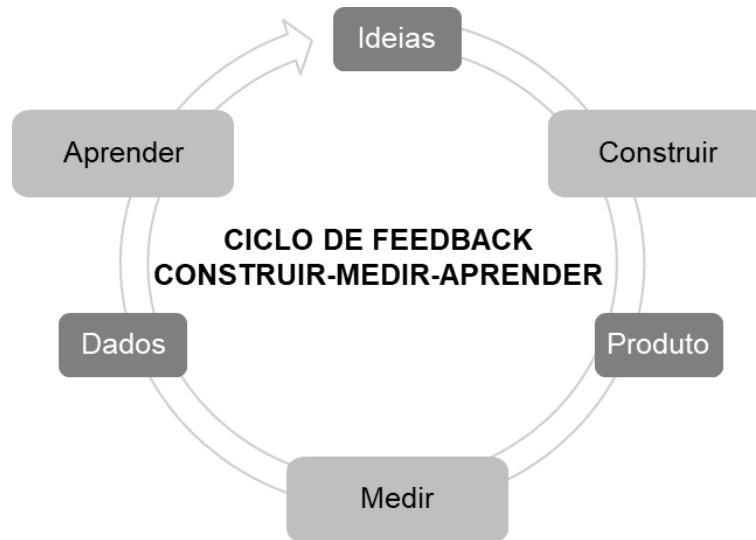 Ideias
Aprender
Construir
CICLO DE FEEDBACK
CONSTRUIR-MEDIR-APRENDER
Dados
Produto
Medir